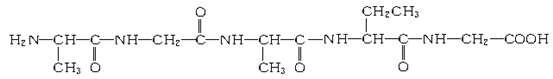 CH₂CH₃
O
H₂N—CH—C—NH—CH₂—C—NH—CH—C—NH—CH—C—NH—CH₂—COOH
CH₃ O CH₃ O O